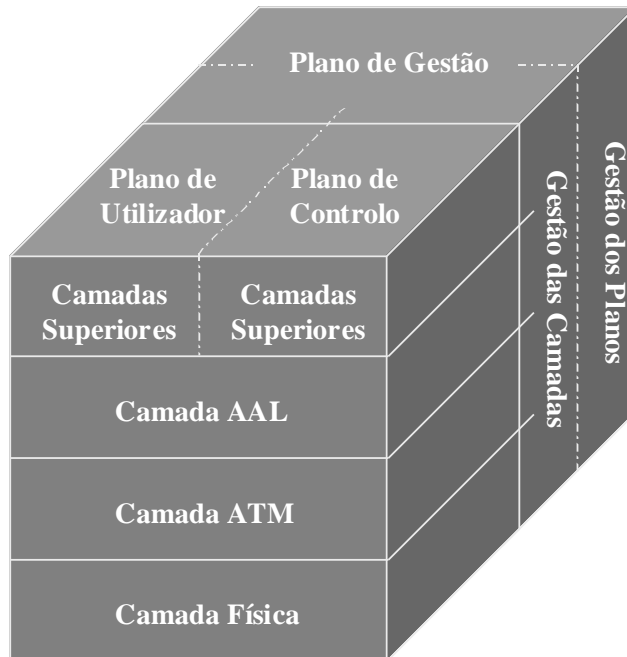 Plano de Gestão
Plano de
Utilizador
Plano de
Controlo
Camadas
Superiores
Camadas
Superiores
Camada AAL
Camada ATM
Camada Física
Gestão das Camadas
Gestão dos Planos